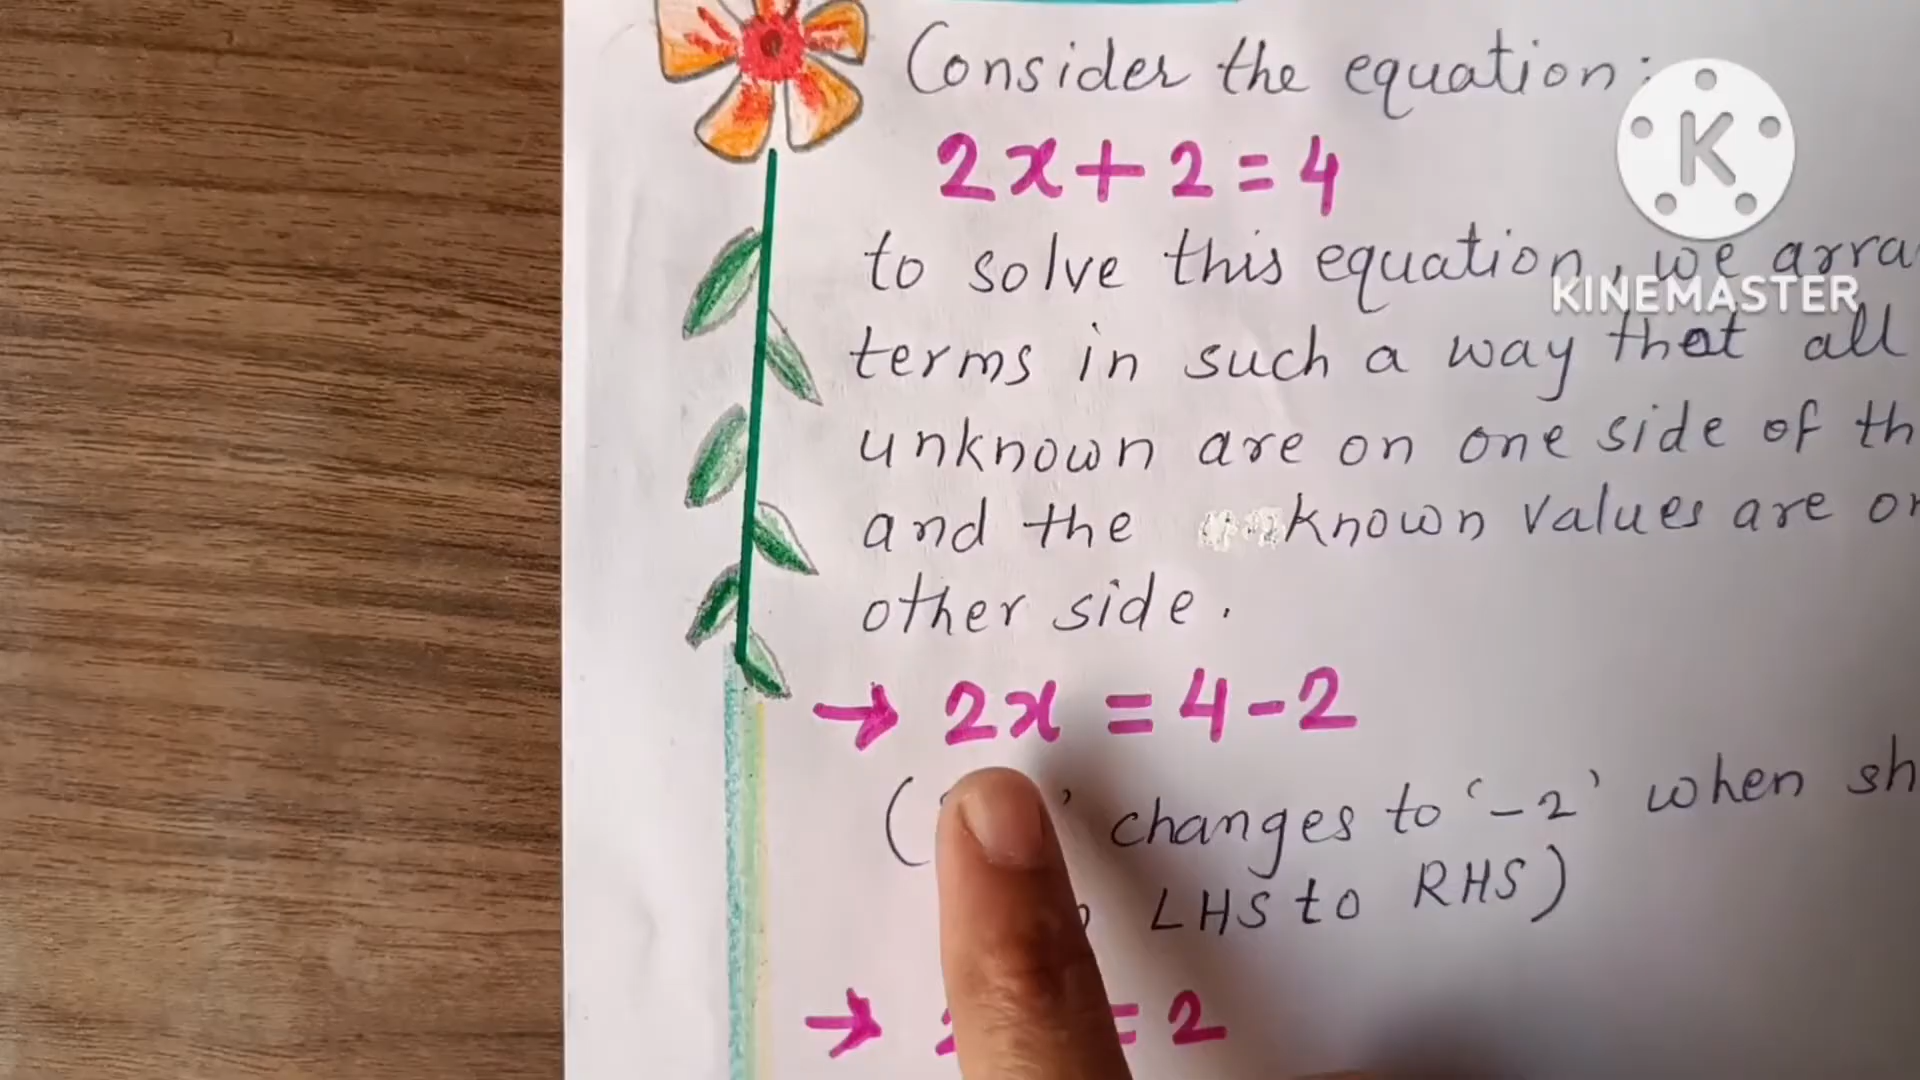 Consider the equation:
2x + 2 = 4
to solve this equation, we arra
terms in such a way that all
unknown are on one side of th
and the known values are on
other side.
→ 2x = 4 - 2
( ’ changes to ‘-2’ when sh
LHS to RHS)
→ = 2
K
KINEMASTER